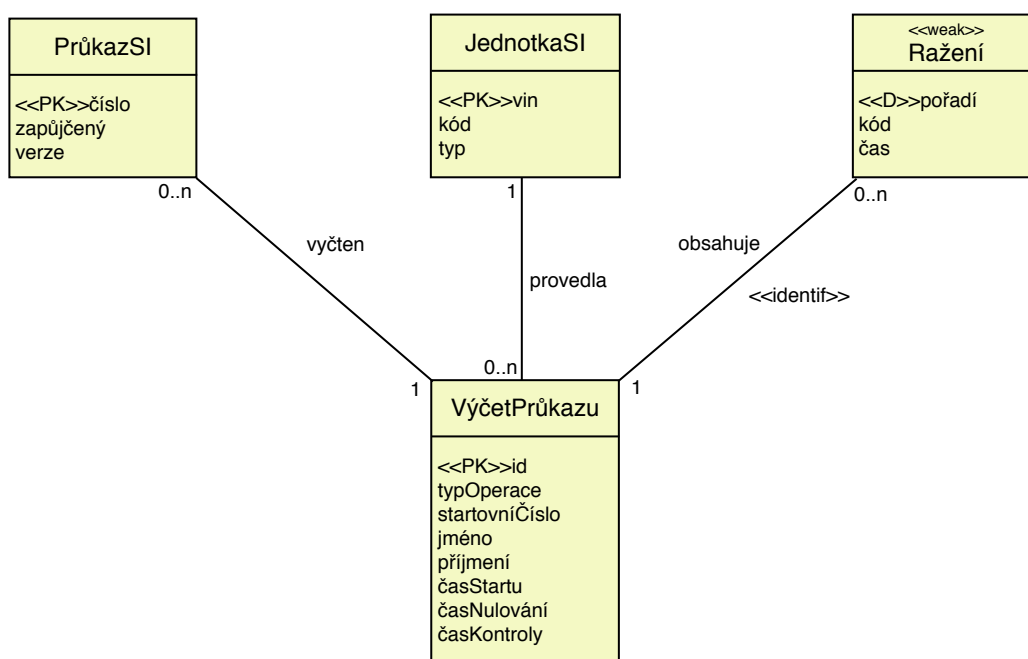 PrůkazSI
<<PK>>číslo
zapůjčený
verze
0..n
JednotkaSI
<<PK>>vin
kód
typ
1
<<weak>>
Ražení
<<D>>pořadí
kód
čas
0..n
vyčten
provedla
obsahuje
<<identif>>
1
0..n
1
VýčetPrůkazu
<<PK>>id
typOperace
startovníČíslo
jméno
příjmení
časStartu
časNulování
časKontroly